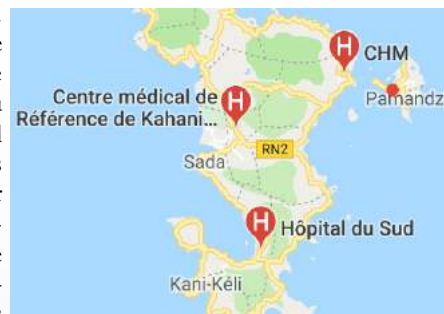 CHM
Pamandz
Centre médical de
Référence de Kahani...
RN2
Sada
Hôpital du Sud
Kani-Kéli